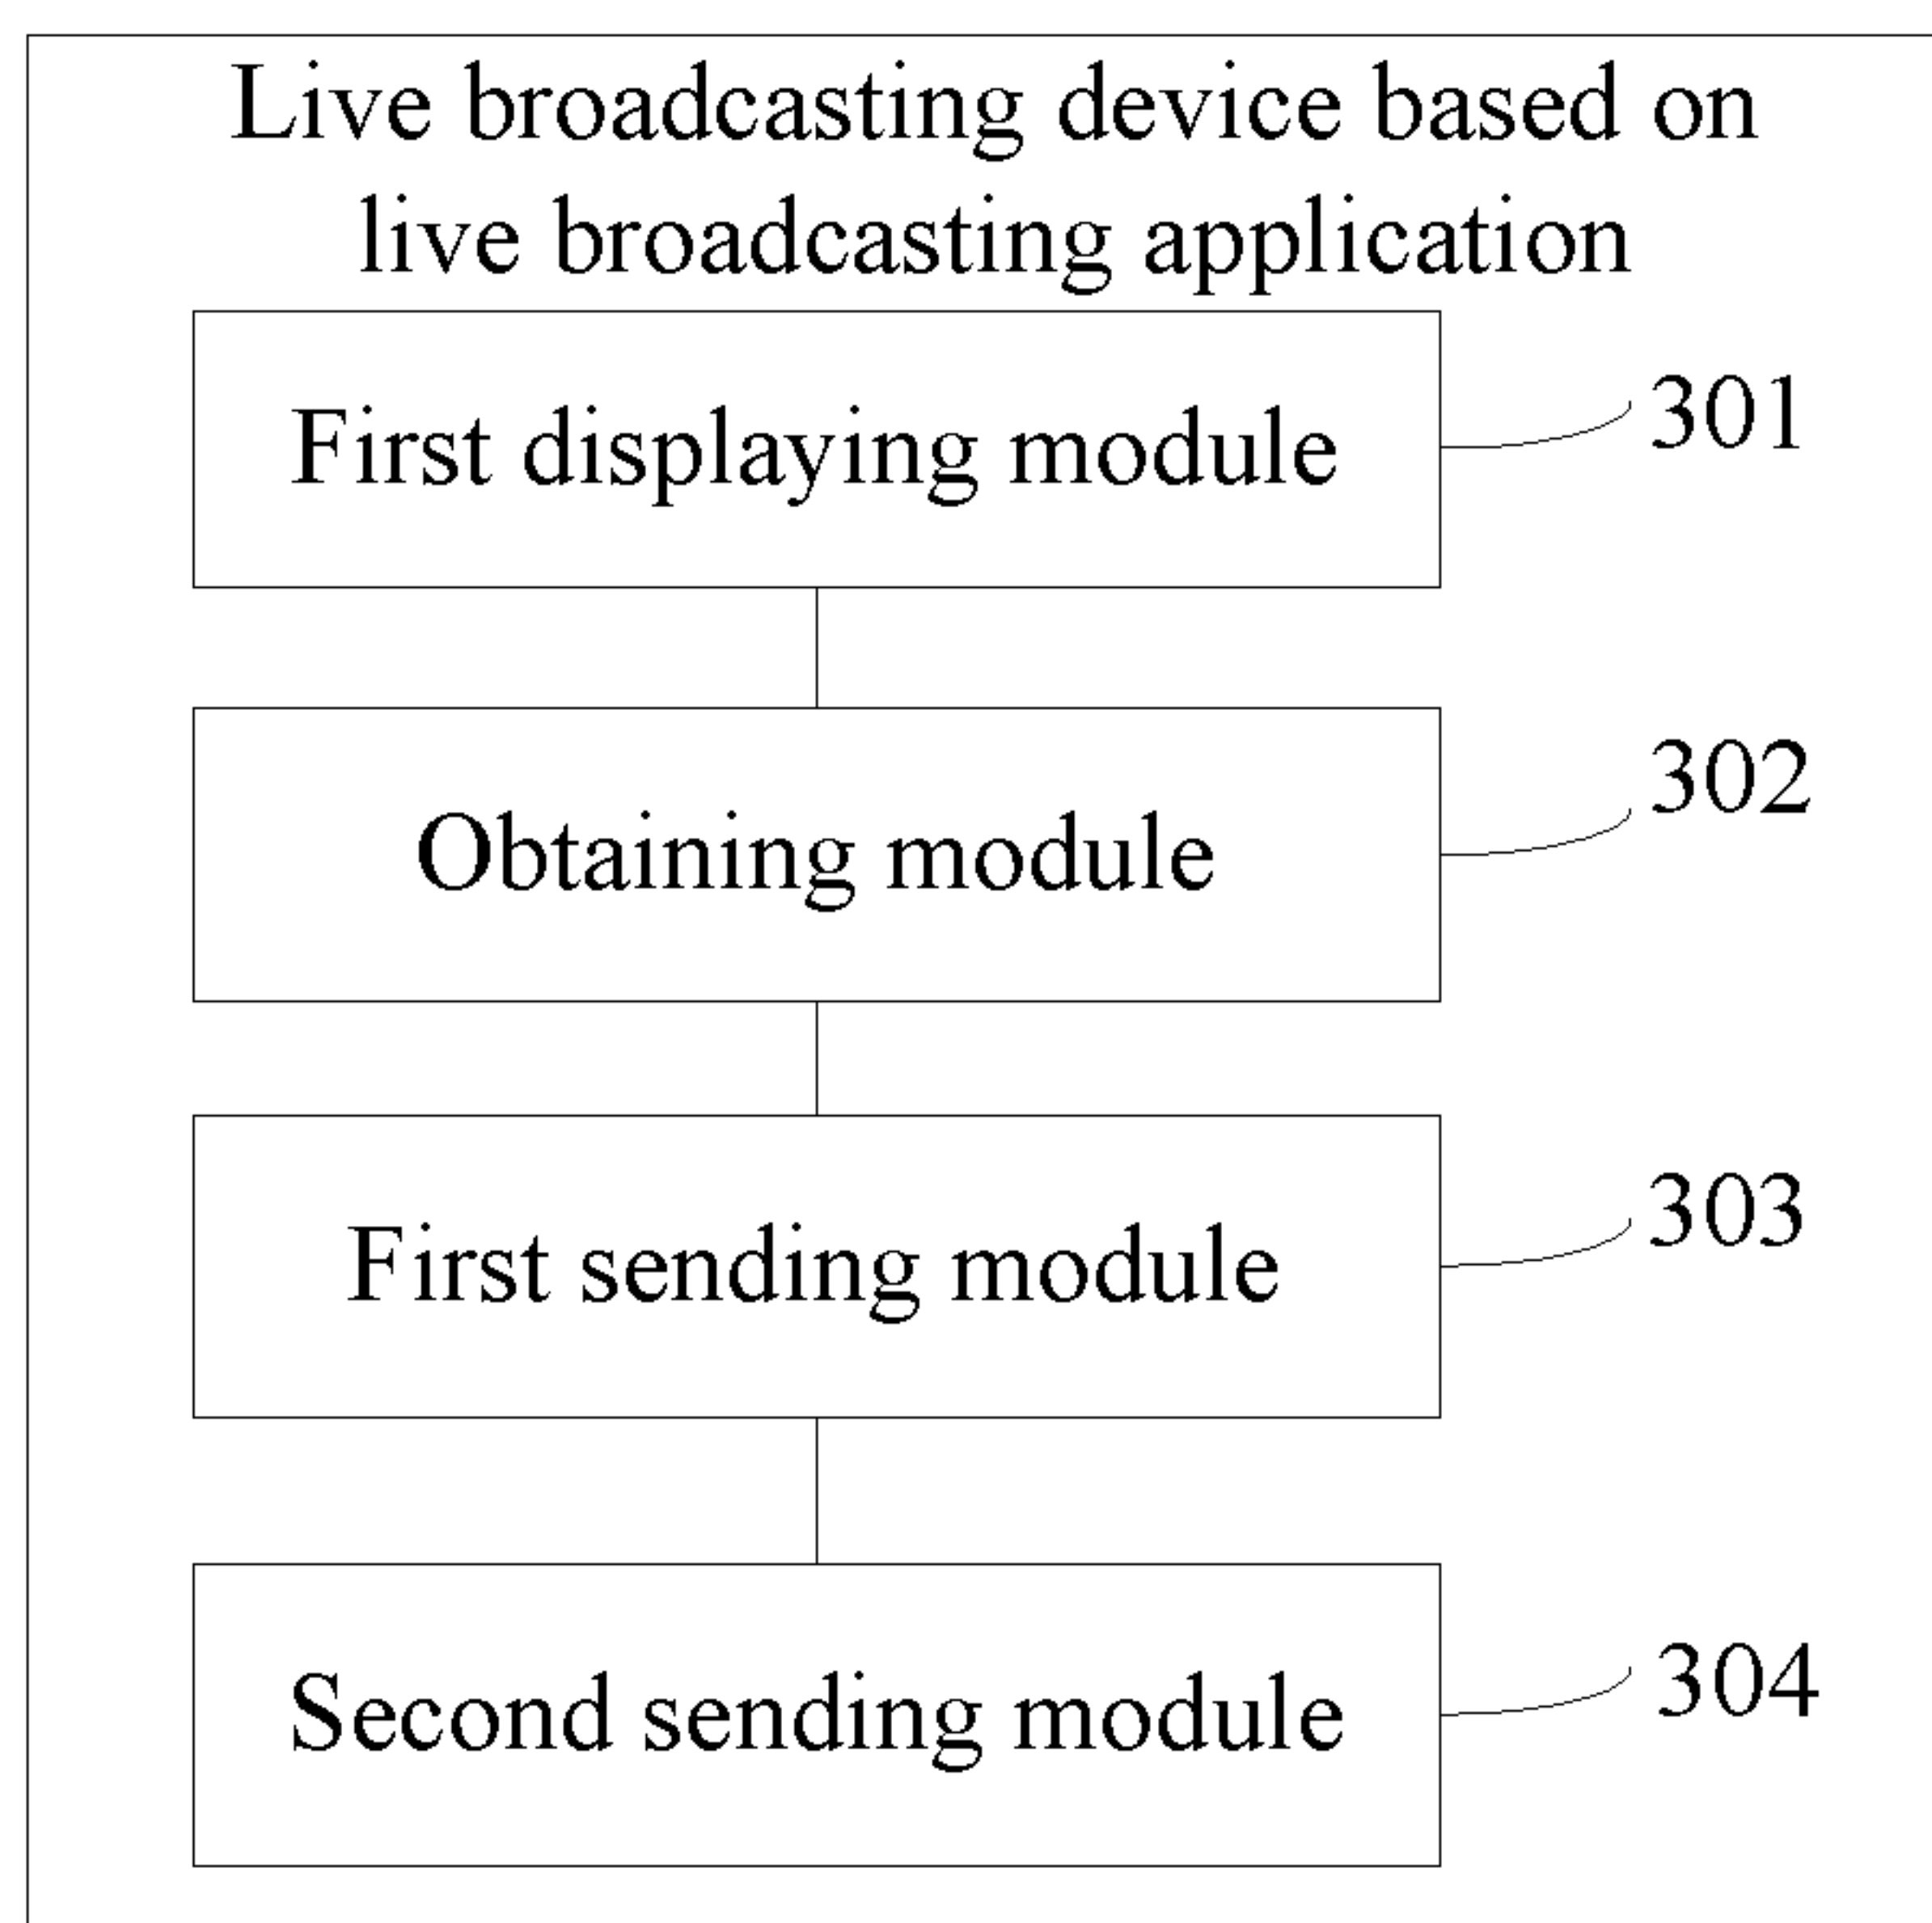 Live broadcasting device based on
live broadcasting application
First displaying module
301
Obtaining module
302
First sending module
303
Second sending module
304